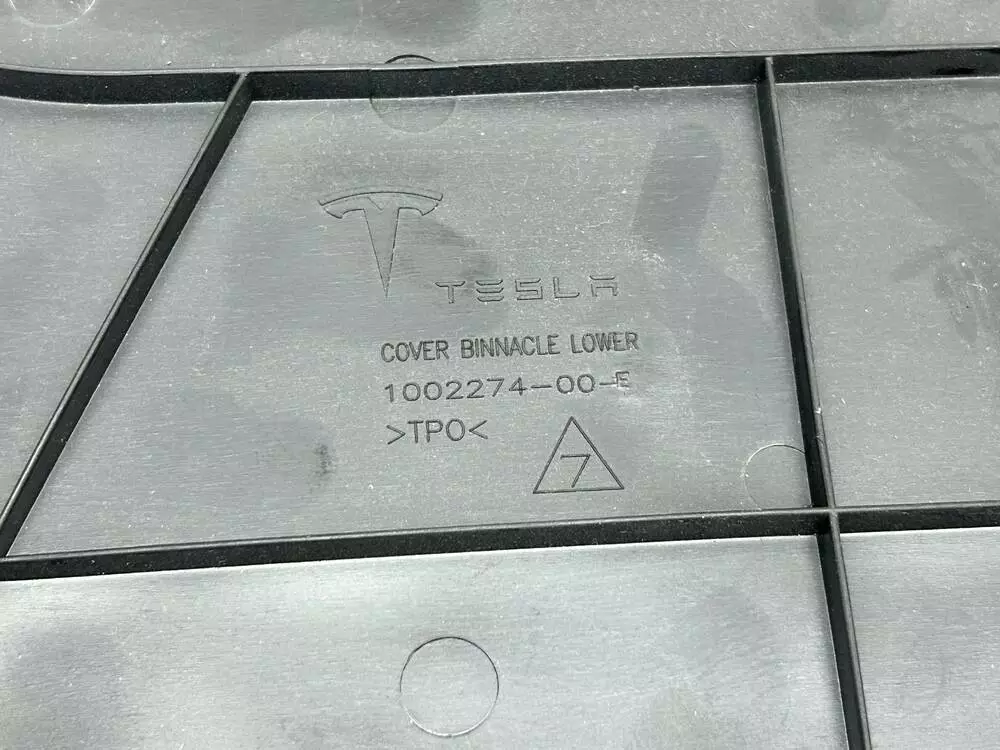 TESLA
COVER BINNACLE LOWER
1002274-00-E
>TPO<
7